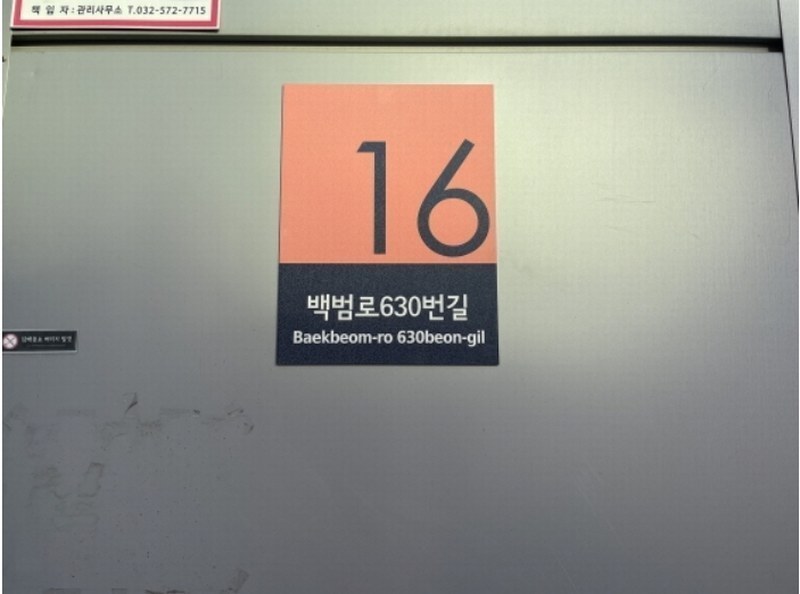 책 임 자 : 관리사무소 T.032-572-7715
16
백범로630번길
Baekbeom-ro 630beon-gil